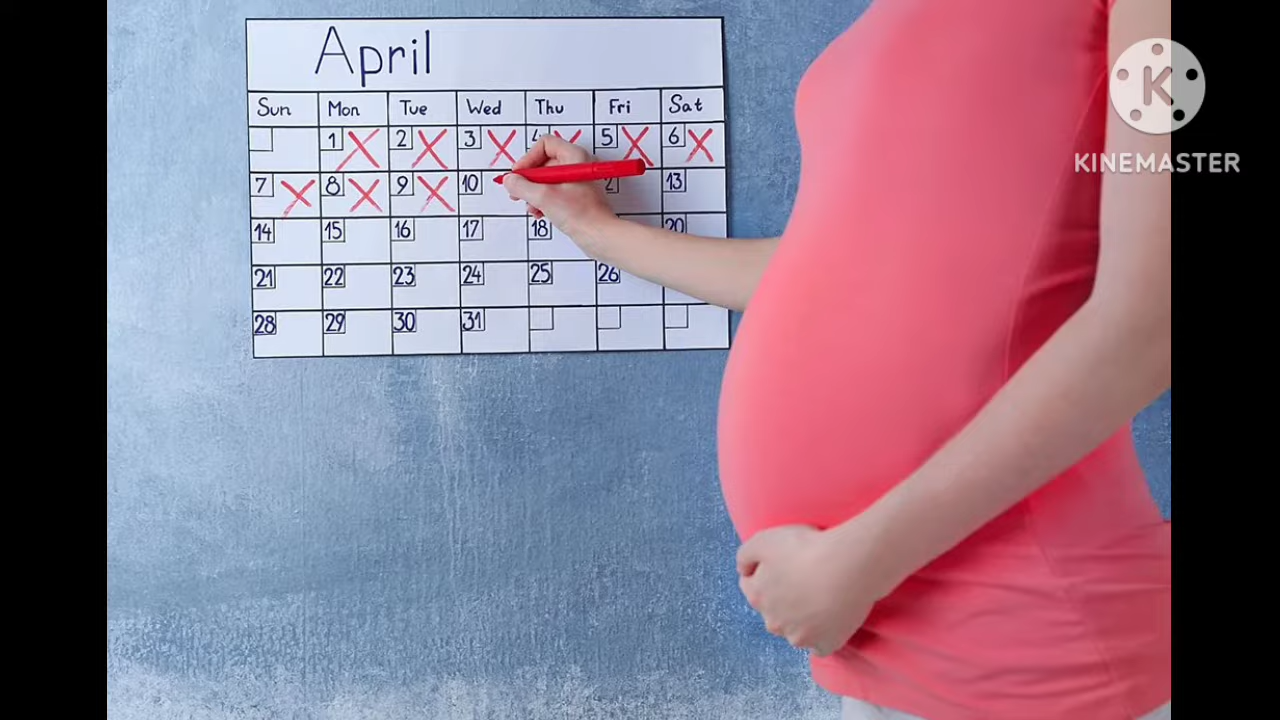 April
Sun Mon Tue Wed Thu Fri Sat
1 2 3 4 5 6
7 8 9 10 13
14 15 16 17 18 20
21 22 23 24 25 26
28 29 30 31
K
KINEMASTER